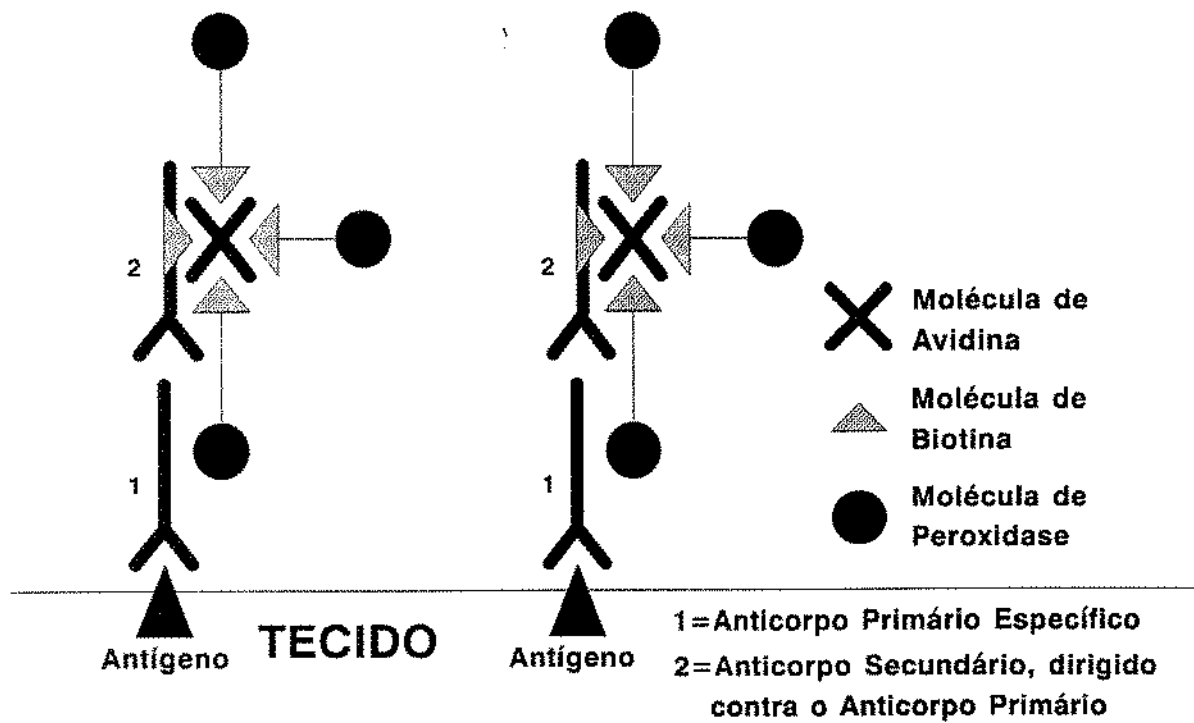 2
2
Molécula de
Avidina
Molécula de
Biotina
1
1
Molécula de
Peroxidase
Antígeno
TECIDO
Antígeno
1=Anticorpo Primário Específico
2=Anticorpo Secundário, dirigido
contra o Anticorpo Primário